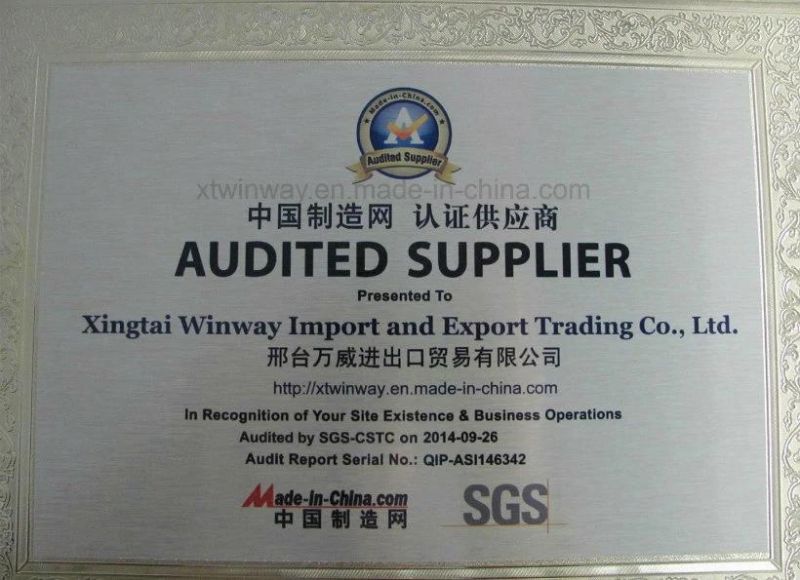 Made-in-China.com
Audited Supplier
xtwinway.en.made-in-china.com
中国制造网 认证供应商
AUDITED SUPPLIER
Presented To
Xingtai Winway Import and Export Trading Co., Ltd.
邢台万威进出口贸易有限公司
http://xtwinway.en.made-in-china.com
In Recognition of Your Site Existence & Business Operations
Audited by SGS-CSTC on 2014-09-26
Audit Report Serial No.: QIP-ASI146342
Made-in-China.com
中国制造网
SGS